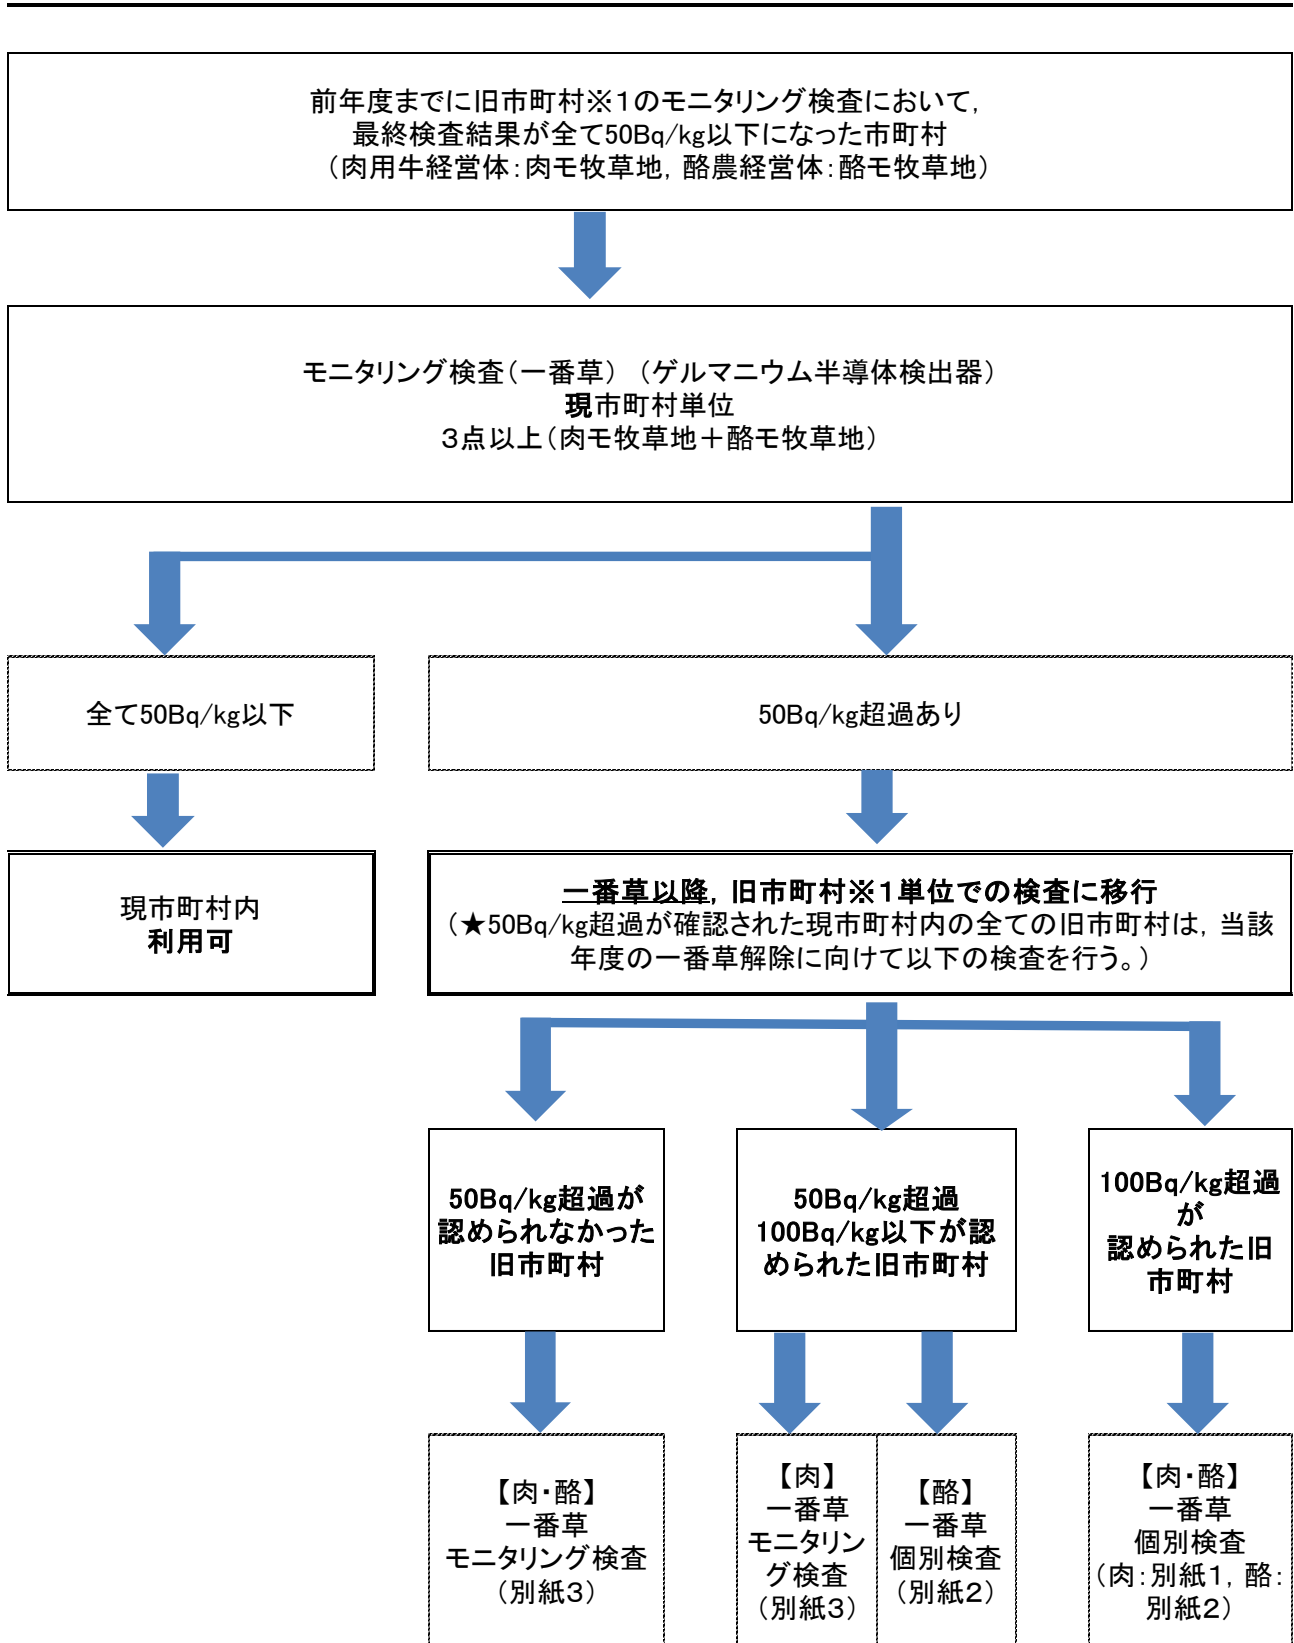 前年度までに旧市町村※１のモニタリング検査において,
最終検査結果が全て50Bq/kg以下になった市町村
（肉用牛経営体：肉モ牧草地, 酪農経営体：酪モ牧草地）
モニタリング検査（一番草）（ゲルマニウム半導体検出器）
現市町村単位
３点以上（肉モ牧草地＋酪モ牧草地）
全て50Bq/kg以下
50Bq/kg超過あり
現市町村内
利用可
一番草以降, 旧市町村※１単位での検査に移行
（★50Bq/kg超過が確認された現市町村内の全ての旧市町村は, 当該
年度の一番草解除に向けて以下の検査を行う。）
50Bq/kg超過が
認められなかった
旧市町村
50Bq/kg超過
100Bq/kg以下が認
められた旧市町村
100Bq/kg超過
が
認められた旧
市町村
【肉・酪】
一番草
モニタリング検査
（別紙３）
【肉】
一番草
モニタリン
グ検査
（別紙３）
【酪】
一番草
個別検査
（別紙２）
【肉・酪】
一番草
個別検査
（肉：別紙１, 酪：
別紙２）